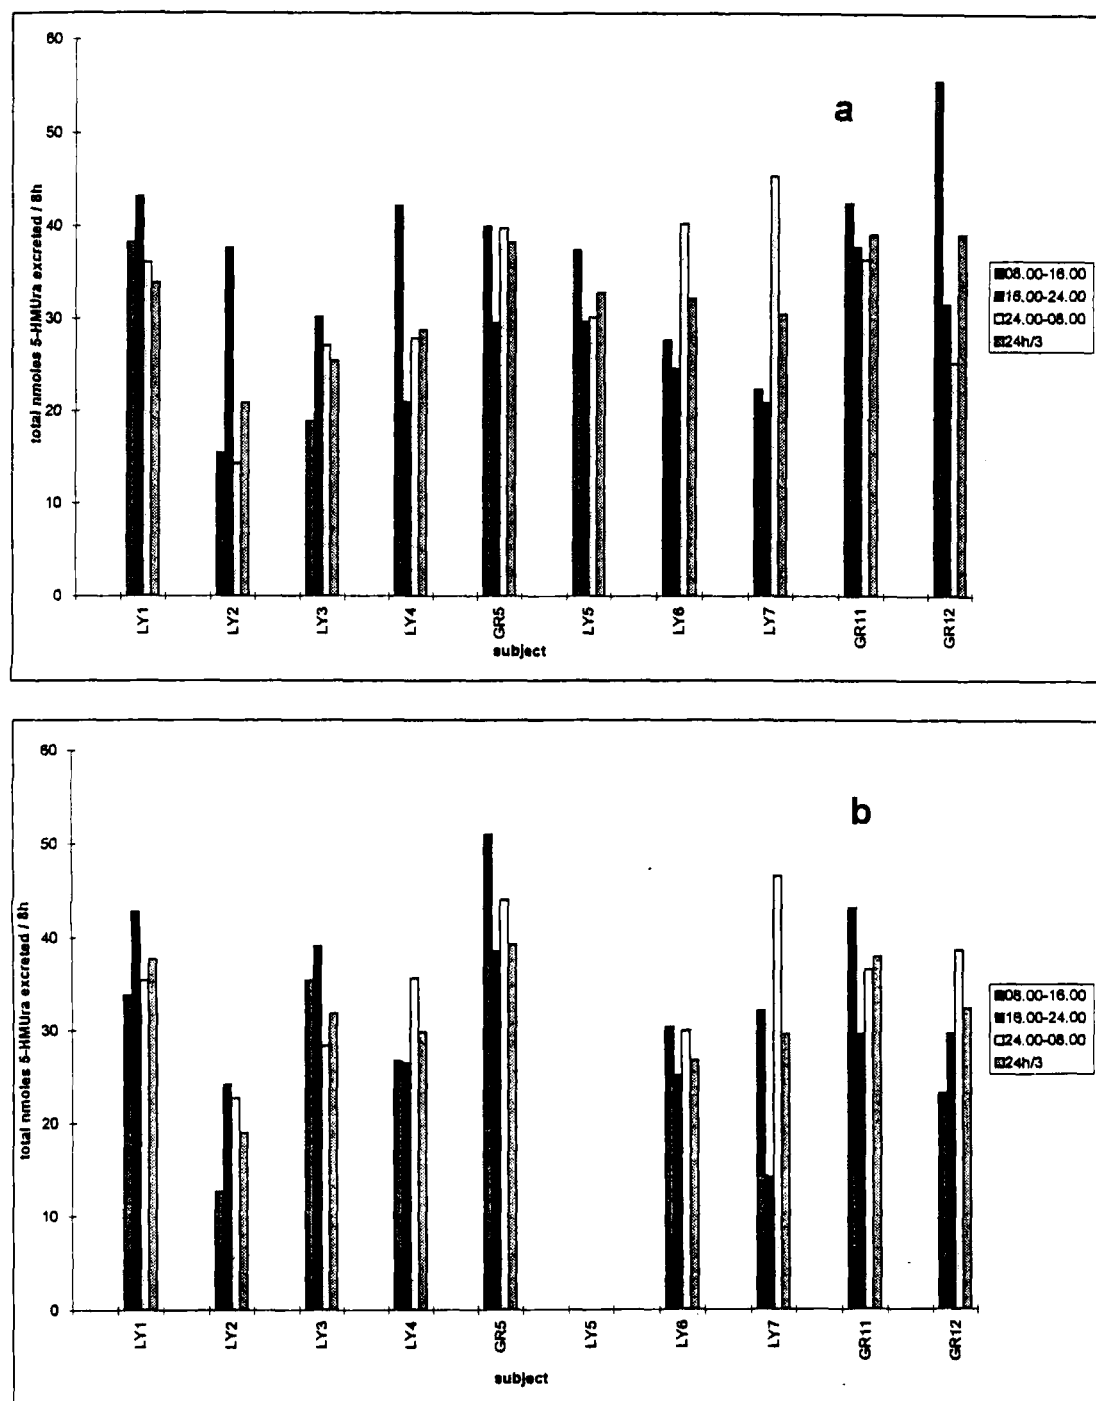 a
total nmoles 5-HMUra excreted / 8h
60
50
40
30
20
10
0
LY1 LY2 LY3 LY4 GR5 LY5 LY6 LY7 GR11 GR12
subject
08.00-16.00
16.00-24.00
24.00-08.00
24h/3
b
total nmoles 5-HMUra excreted / 8h
60
50
40
30
20
10
0
LY1 LY2 LY3 LY4 GR5 LY5 LY6 LY7 GR11 GR12
subject
08.00-16.00
16.00-24.00
24.00-08.00
24h/3